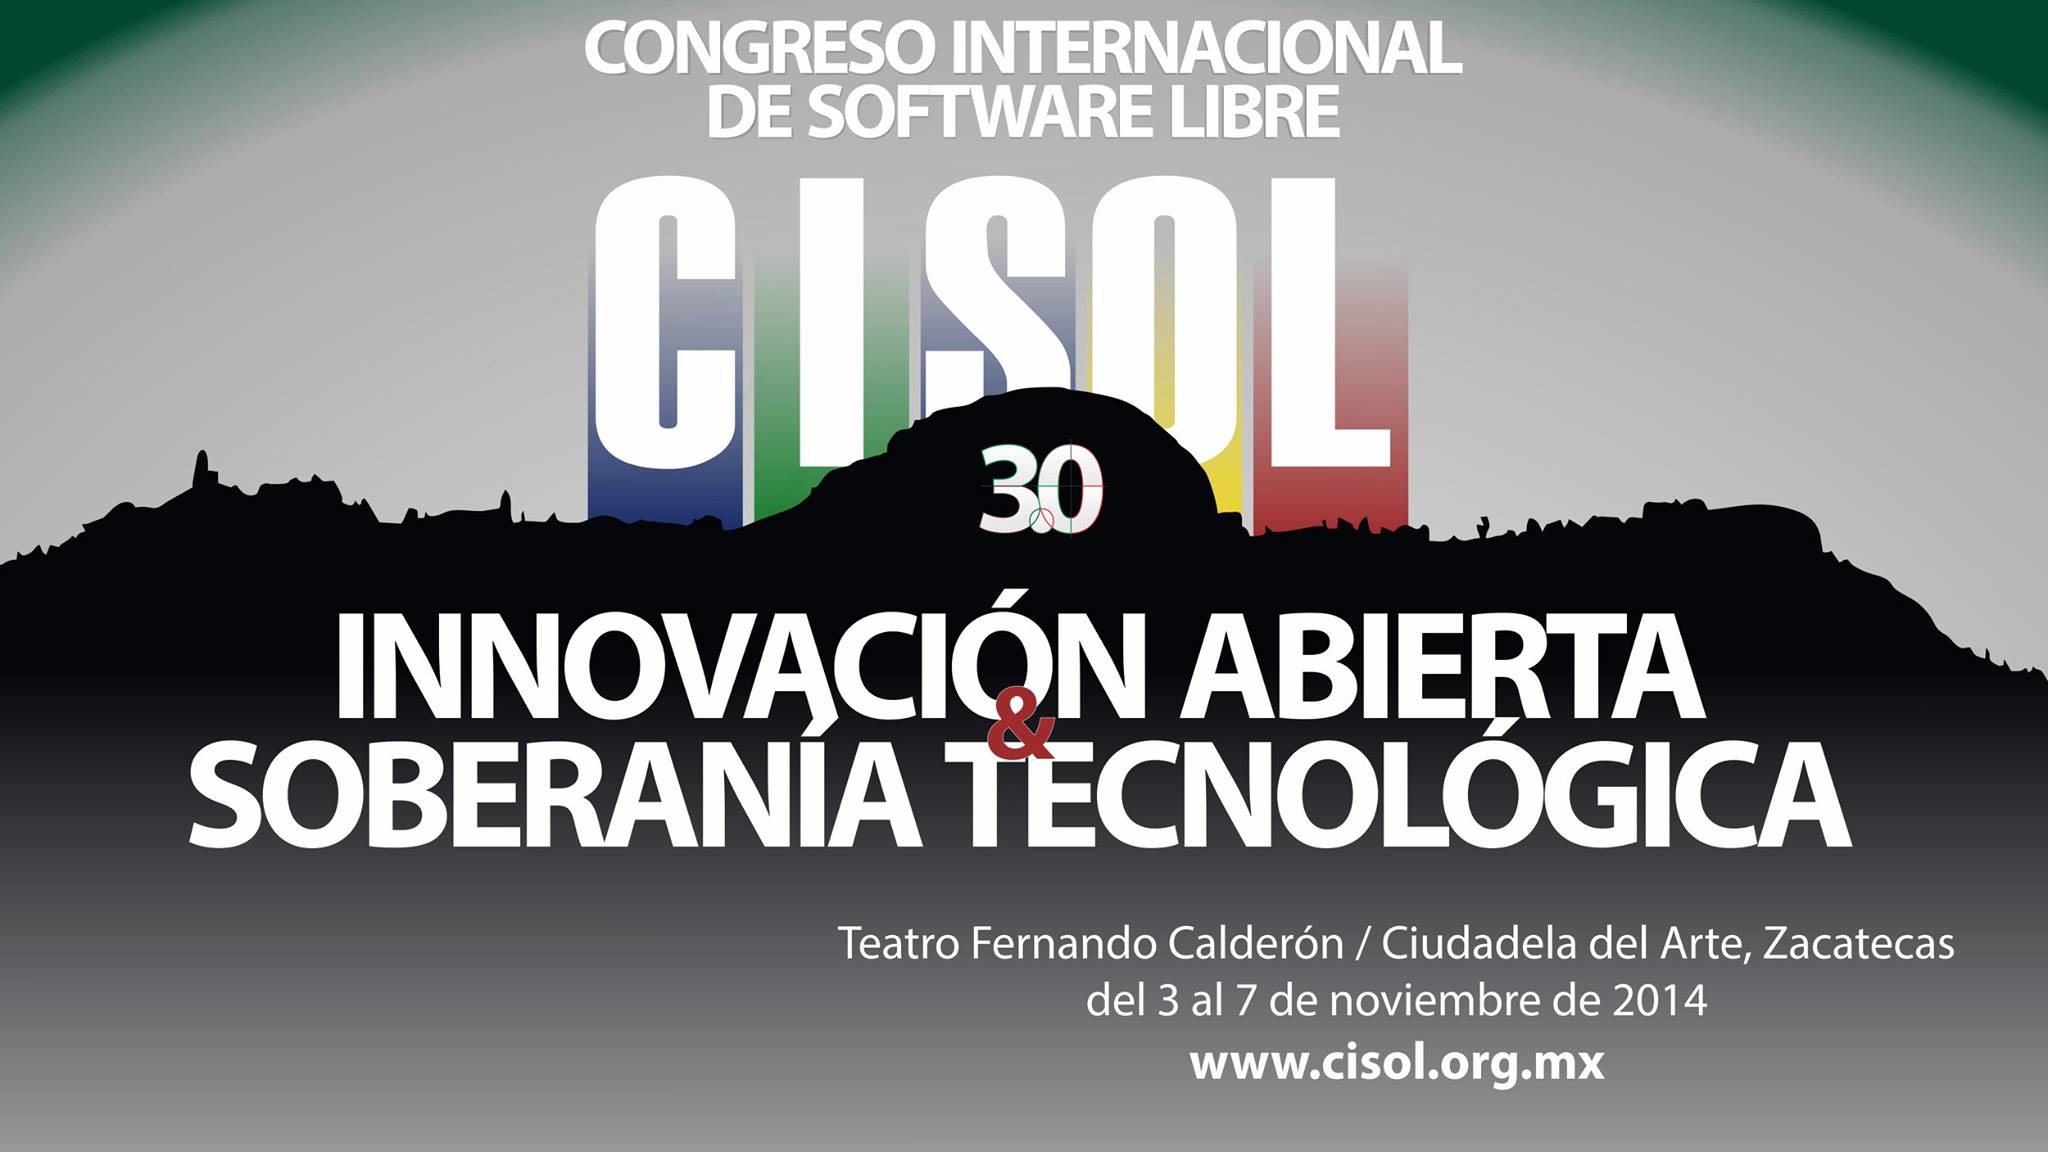 CONGRESO INTERNACIONAL
DE SOFTWARE LIBRE
CISOL
3.0
INNOVACIÓN ABIERTA
&
SOBERANÍA TECNOLÓGICA
Teatro Fernando Calderón / Ciudadela del Arte, Zacatecas
del 3 al 7 de noviembre de 2014
www.cisol.org.mx